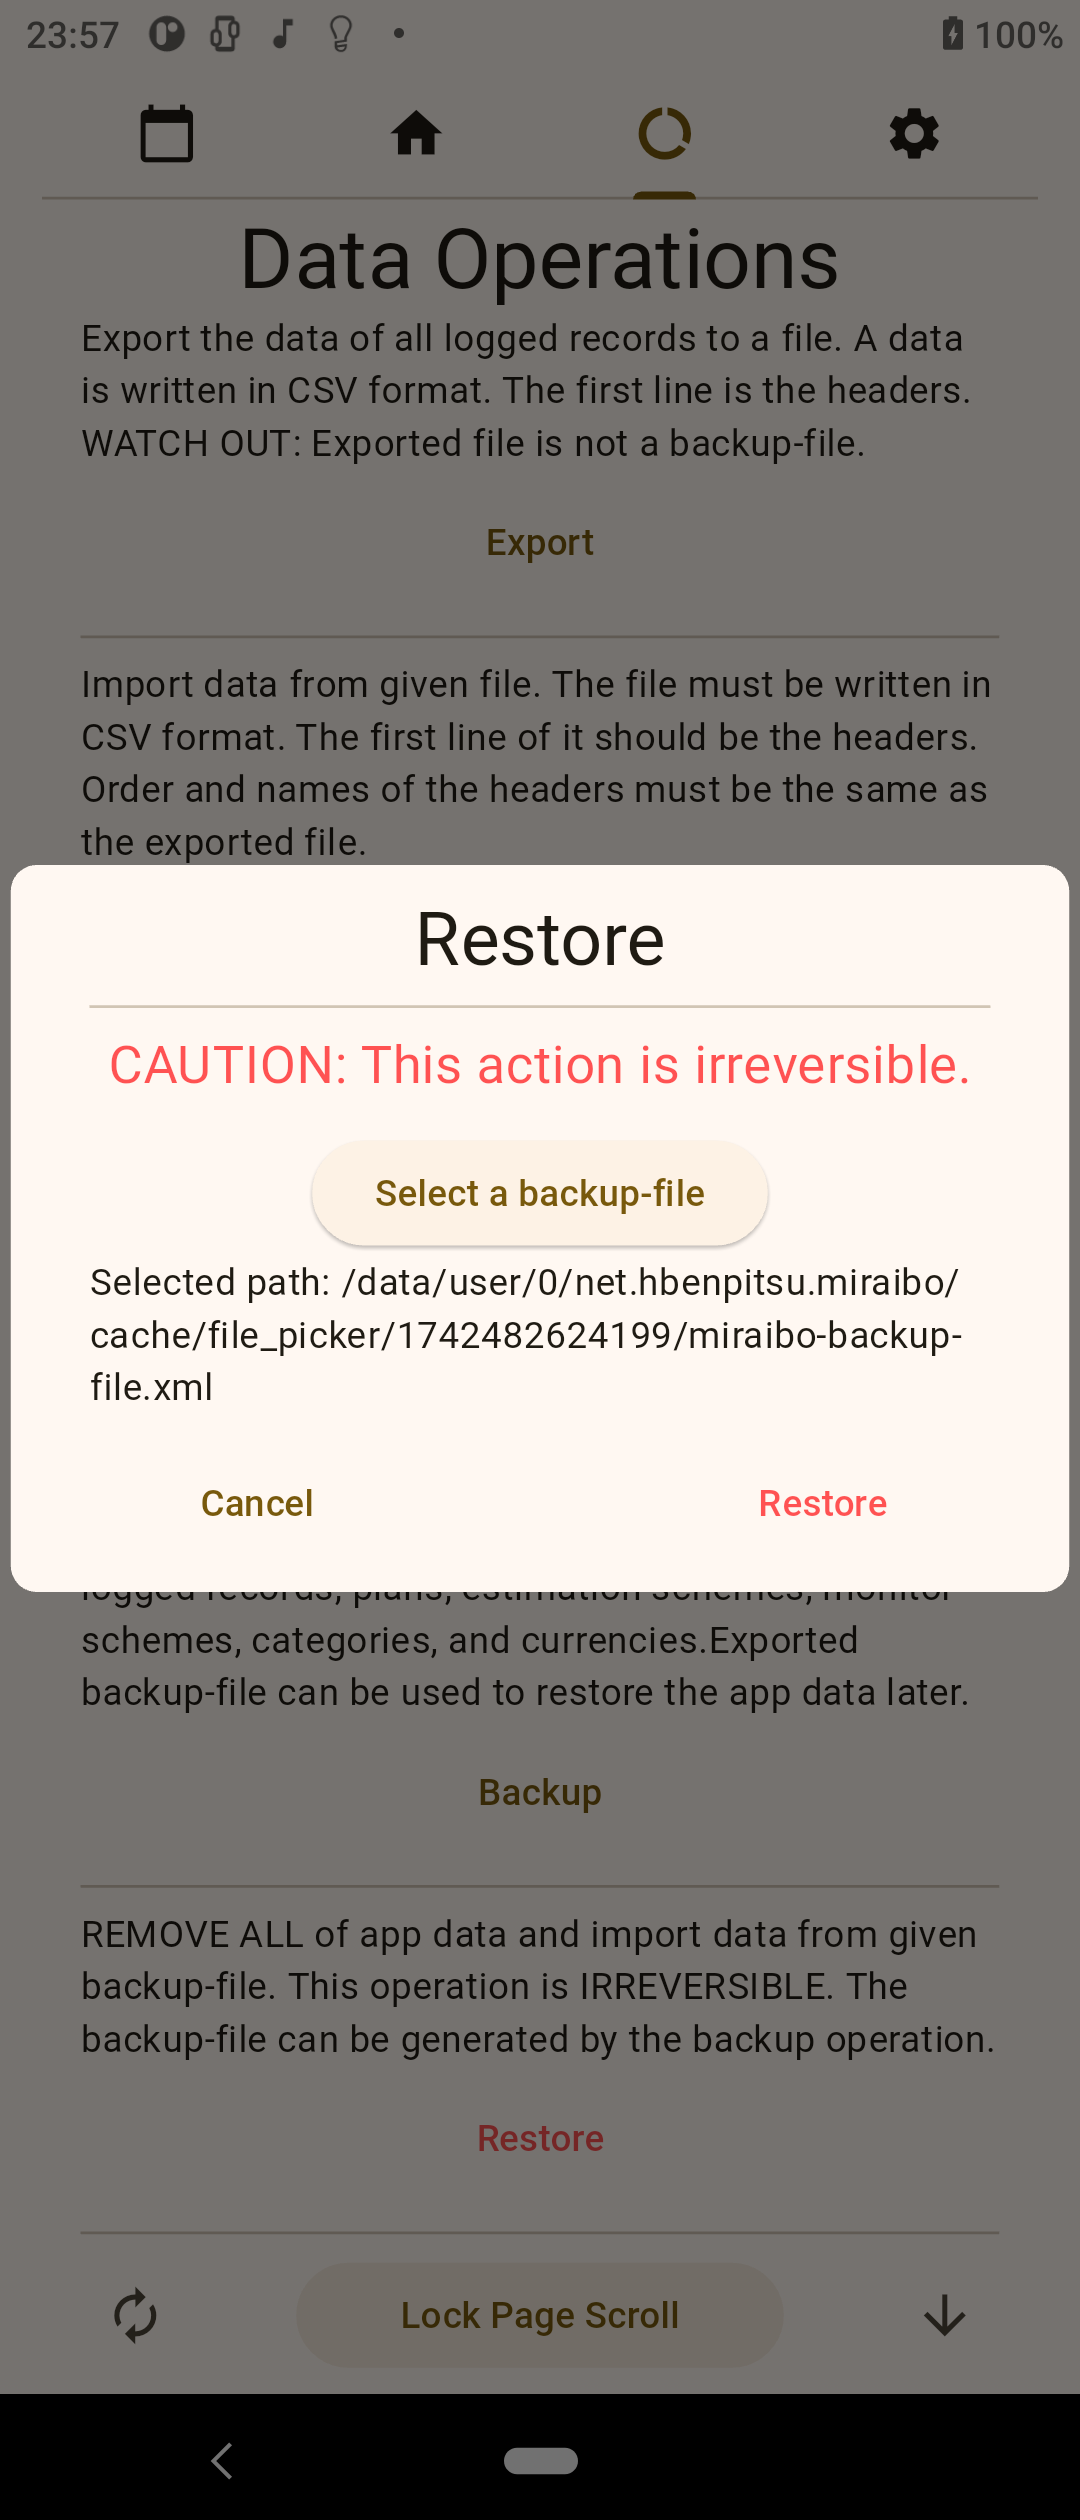 23:57
100%
Data Operations
Export the data of all logged records to a file. A data
is written in CSV format. The first line is the headers.
WATCH OUT: Exported file is not a backup-file.
Export
Import data from given file. The file must be written in
CSV format. The first line of it should be the headers.
Order and names of the headers must be the same as
the exported file.
Restore
CAUTION: This action is irreversible.
Select a backup-file
Selected path: /data/user/0/net.hbenpitsu.miraibo/
cache/file_picker/1742482624199/miraibo-backup-
file.xml
Cancel
Restore
logged records, plans, estimation schemes, monitor
schemes, categories, and currencies.Exported
backup-file can be used to restore the app data later.
Backup
REMOVE ALL of app data and import data from given
backup-file. This operation is IRREVERSIBLE. The
backup-file can be generated by the backup operation.
Restore
Lock Page Scroll